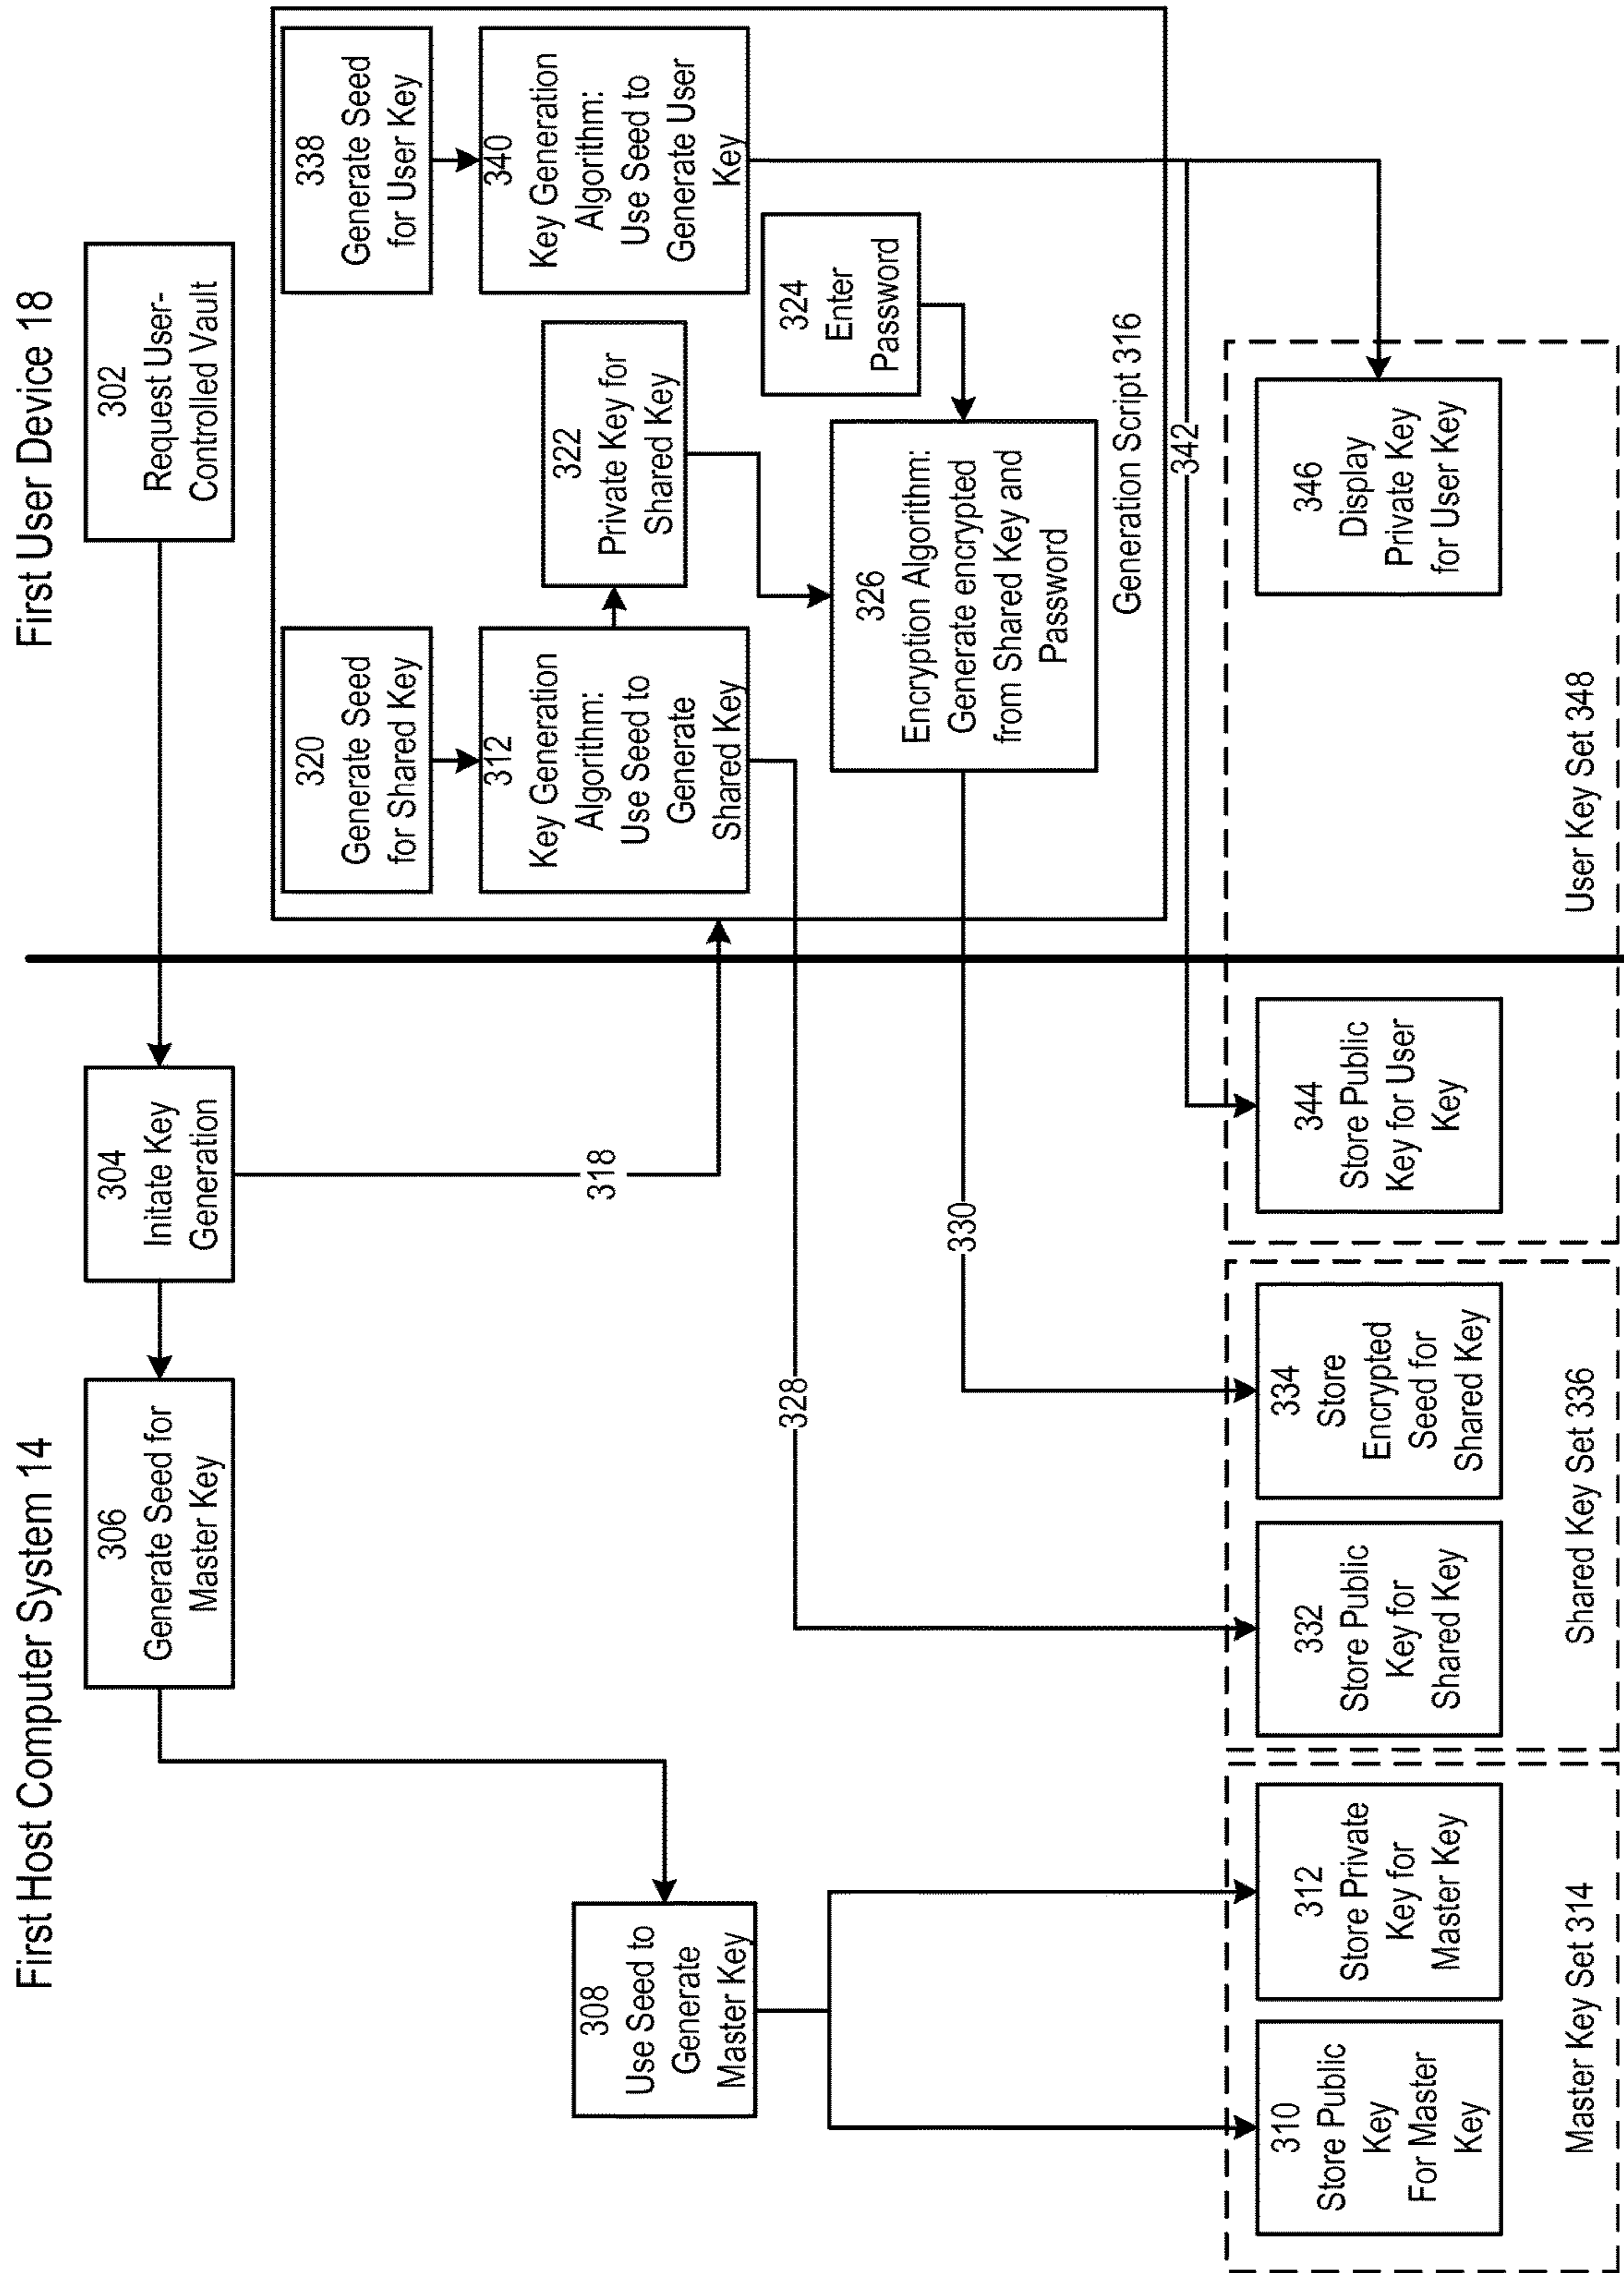 First Host Computer System 14
First User Device 18
306
Generate Seed for
Master Key
304
Initate Key
Generation
302
Request User-
Controlled Vault
318
308
Use Seed to
Generate
Master Key
320
Generate Seed
for Shared Key
312
Key Generation
Algorithm:
Use Seed to
Generate
Shared Key
322
Private Key for
Shared Key
338
Generate Seed
for User Key
340
Key Generation
Algorithm:
Use Seed to
Generate User
Key
324
Enter
Password
326
Encryption Algorithm:
Generate encrypted
from Shared Key and
Password
Generation Script 316
328
330
342
310
Store Public
Key
For Master
Key
312
Store Private
Key for
Master Key
Master Key Set 314
332
Store Public
Key for
Shared Key
334
Store
Encrypted
Seed for
Shared Key
Shared Key Set 336
344
Store Public
Key for User
Key
346
Display
Private Key
for User Key
User Key Set 348